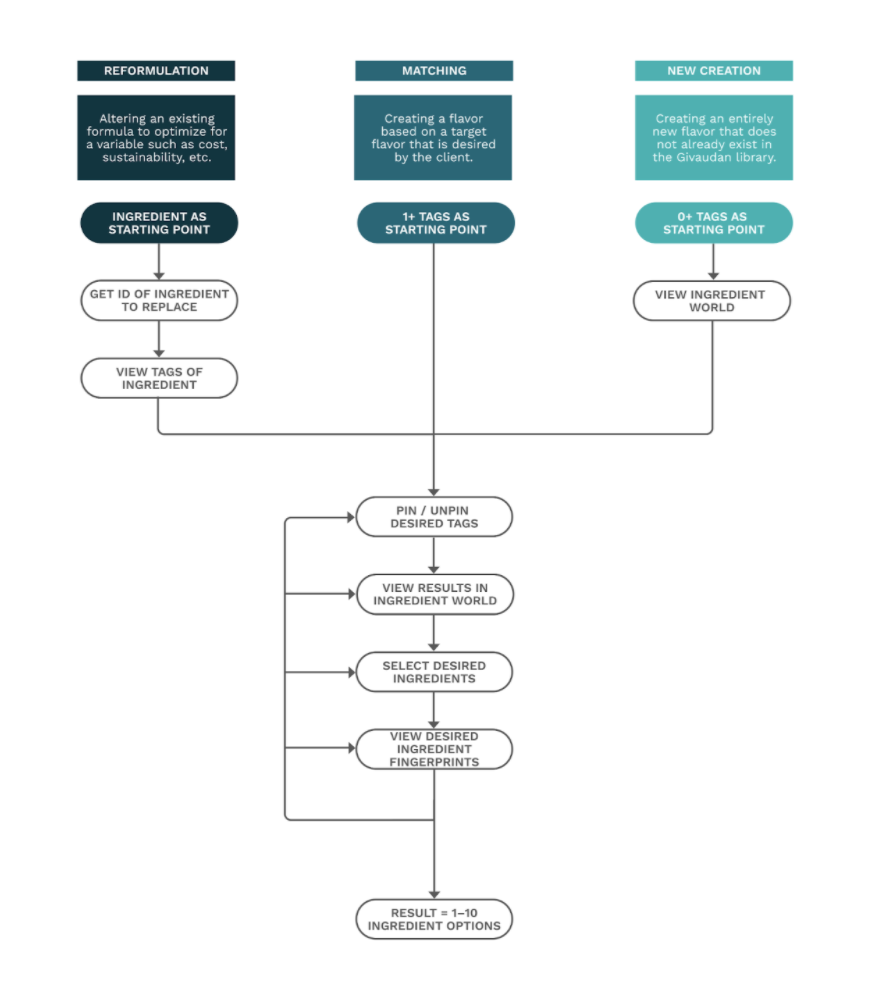 REFORMULATION
Altering an existing
formula to optimize for
a variable such as cost,
sustainability, etc.
INGREDIENT AS
STARTING POINT
GET ID OF INGREDIENT
TO REPLACE
VIEW TAGS OF
INGREDIENT
MATCHING
Creating a flavor
based on a target
flavor that is desired
by the client.
1+ TAGS AS
STARTING POINT
NEW CREATION
Creating an entirely
new flavor that does
not already exist in
the Givaudan library.
0+ TAGS AS
STARTING POINT
VIEW INGREDIENT
WORLD
PIN / UNPIN
DESIRED TAGS
VIEW RESULTS IN
INGREDIENT WORLD
SELECT DESIRED
INGREDIENTS
VIEW DESIRED
INGREDIENT
FINGERPRINTS
RESULT = 1–10
INGREDIENT OPTIONS